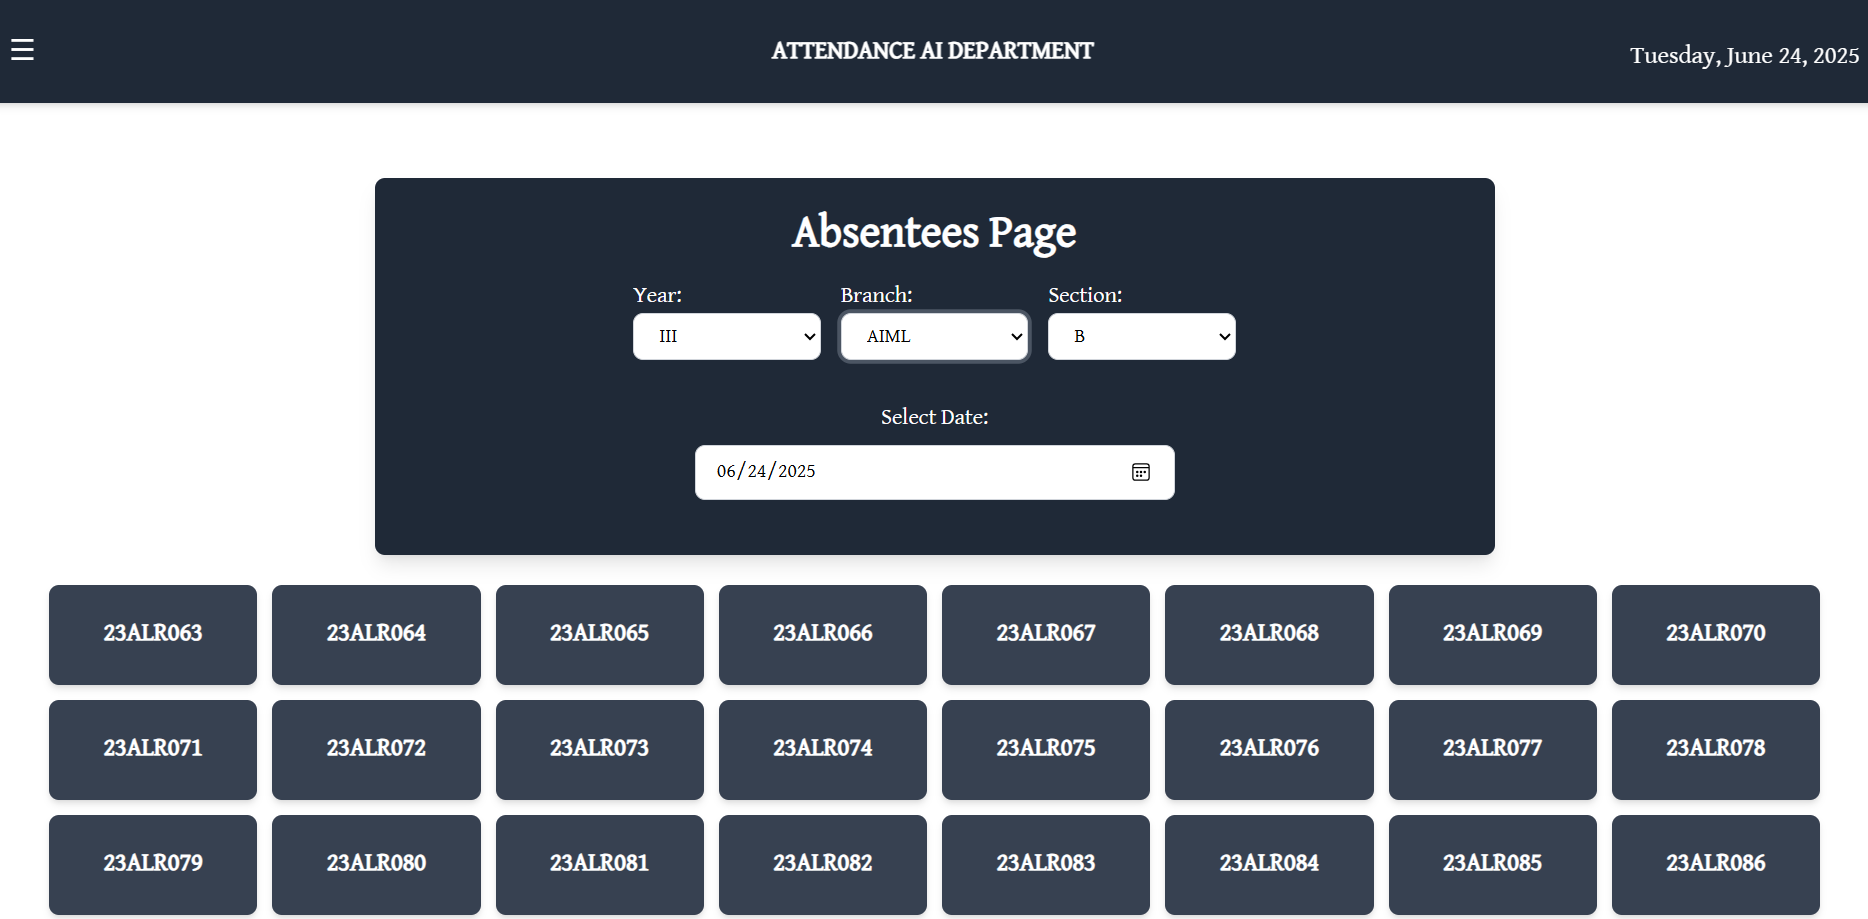 ☰ ATTENDANCE AI DEPARTMENT Tuesday, June 24, 2025
Absentees Page
Year: Branch: Section:
III AIML B
Select Date:
06/24/2025
23ALR063 23ALR064 23ALR065 23ALR066 23ALR067 23ALR068 23ALR069 23ALR070
23ALR071 23ALR072 23ALR073 23ALR074 23ALR075 23ALR076 23ALR077 23ALR078
23ALR079 23ALR080 23ALR081 23ALR082 23ALR083 23ALR084 23ALR085 23ALR086